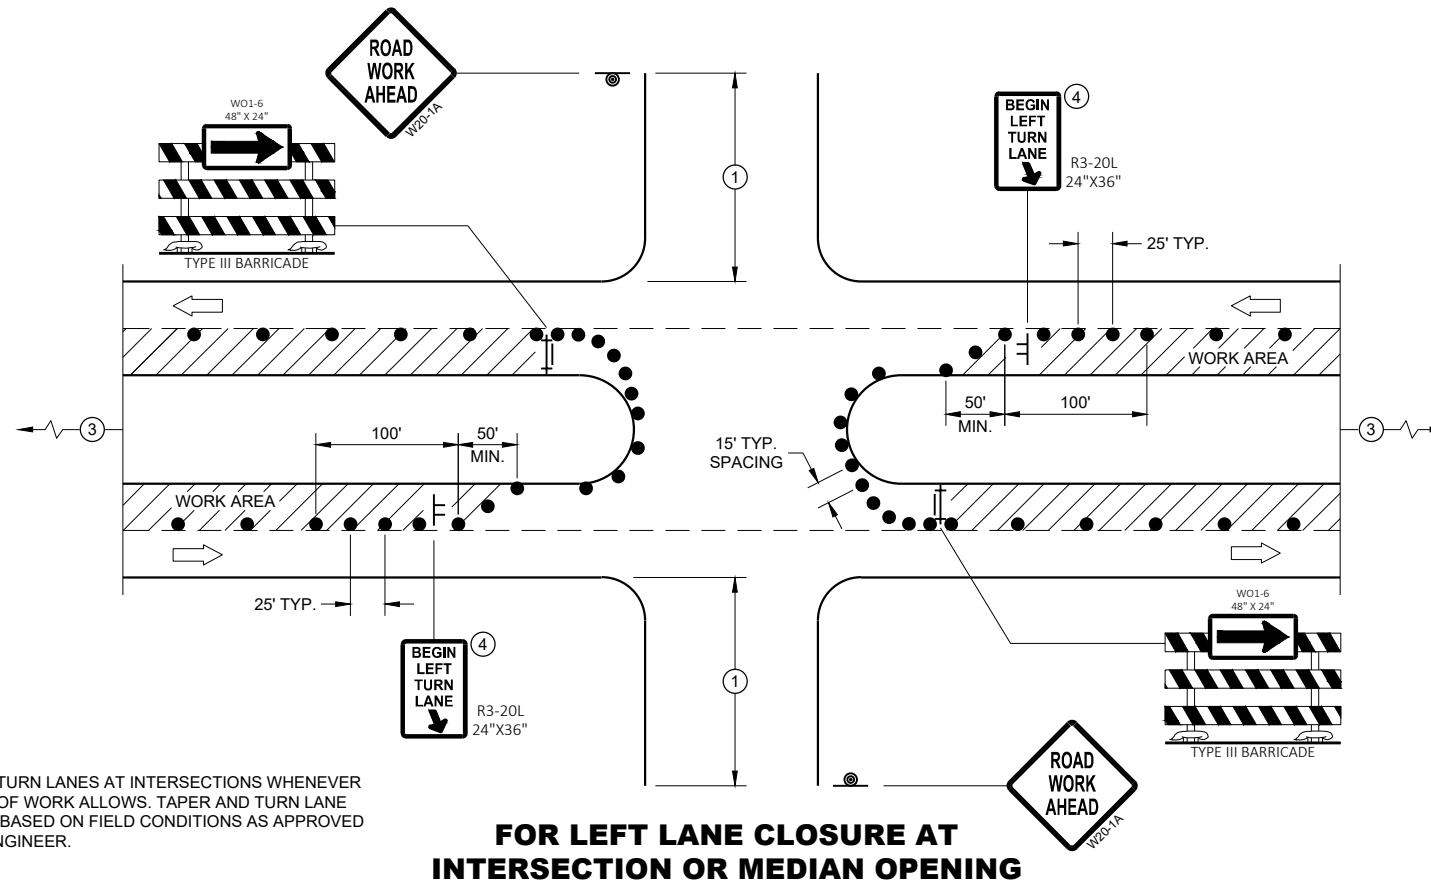 ROAD
WORK
AHEAD
W20-1A
WO1-6
48" X 24"
TYPE III BARRICADE
BEGIN
LEFT
TURN
LANE
4
R3-20L
24"X36"
1
25' TYP.
WORK AREA
50'
MIN.
100'
3
3
100'
50'
MIN.
15' TYP.
SPACING
WORK AREA
25' TYP.
BEGIN
LEFT
TURN
LANE
4
R3-20L
24"X36"
1
WO1-6
48" X 24"
TYPE III BARRICADE
ROAD
WORK
AHEAD
W20-1A
TURN LANES AT INTERSECTIONS WHENEVER
OF WORK ALLOWS. TAPER AND TURN LANE
BASED ON FIELD CONDITIONS AS APPROVED
NGINEER.
FOR LEFT LANE CLOSURE AT
INTERSECTION OR MEDIAN OPENING